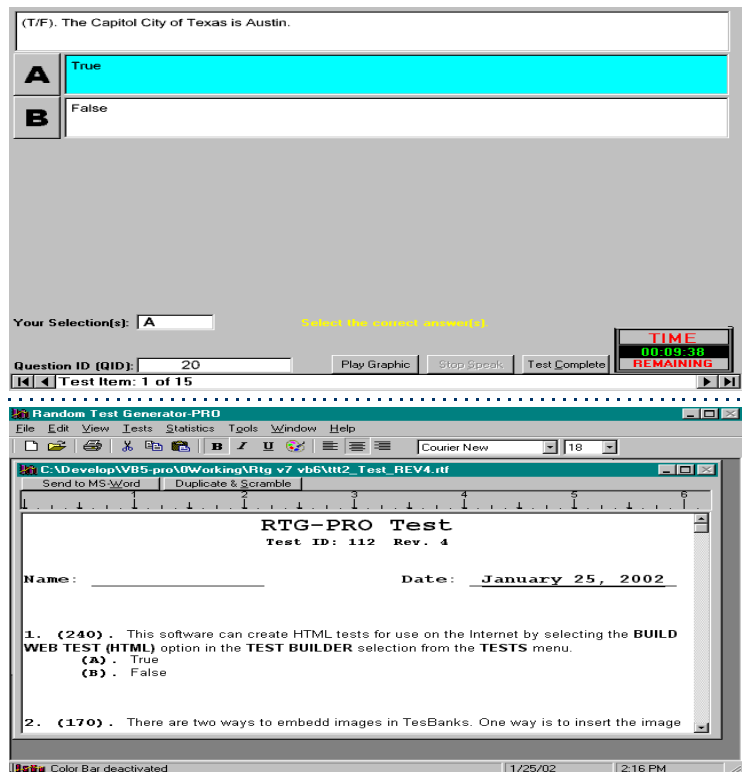 (T/F). The Capitol City of Texas is Austin.
A True
B False
Your Selection(s): A Select the correct answer(s).
TIME
00:09:38
REMAINING
Question ID (QID): 20 Play Graphic Stop Speak Test Complete
Test Item: 1 of 15
Random Test Generator-PRO
File Edit View Tests Statistics Tools Window Help
B I U Courier New 18
C:\Develop\VB5-pro\0Working\Rtg v7 vb6\ttt2_Test_REV4.rtf
Send to MS-Word Duplicate & Scramble
1 2 3 4 5 6
RTG-PRO Test
Test ID: 112 Rev. 4
Name: Date: January 25, 2002
1. (240). This software can create HTML tests for use on the Internet by selecting the BUILD
WEB TEST (HTML) option in the TEST BUILDER selection from the TESTS menu.
(A). True
(B). False
2. (170). There are two ways to embedd images in TesBanks. One way is to insert the image
Color Bar deactivated 1/25/02 2:16 PM